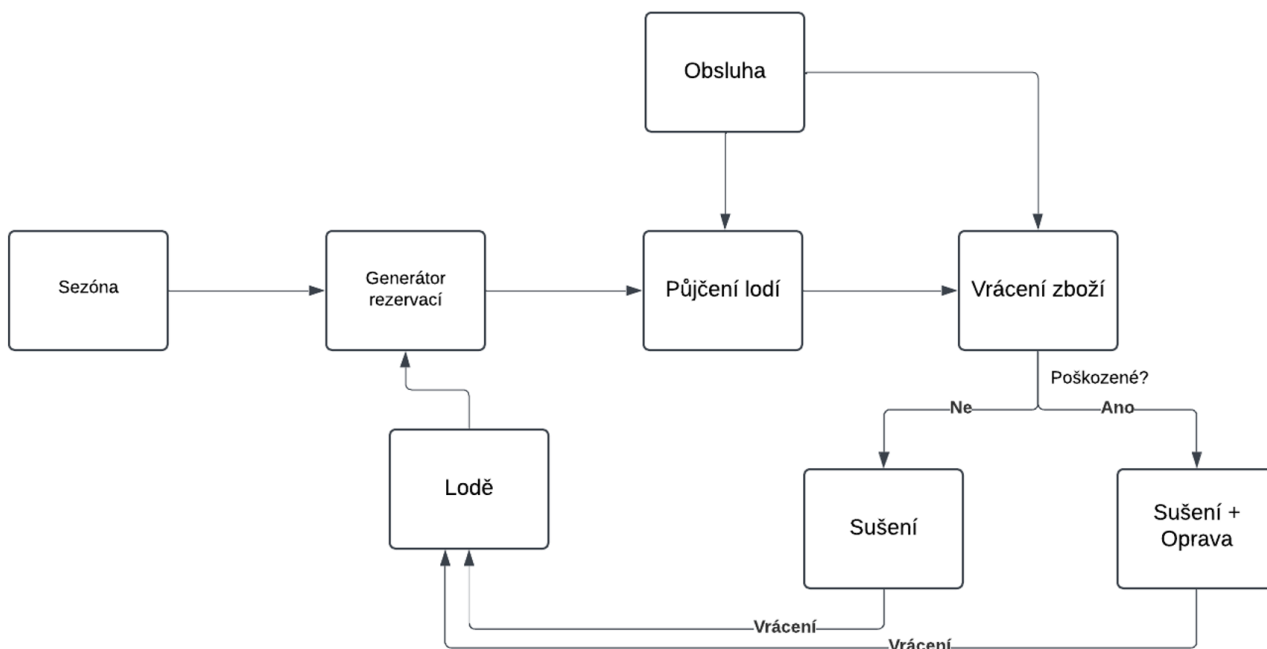 Obsluha
Sezóna
Generátor
rezervací
Půjčení lodí
Vrácení zboží
Poškozené?
Ne
Ano
Lodě
Sušení
Sušení +
Oprava
Vrácení
Vrácení